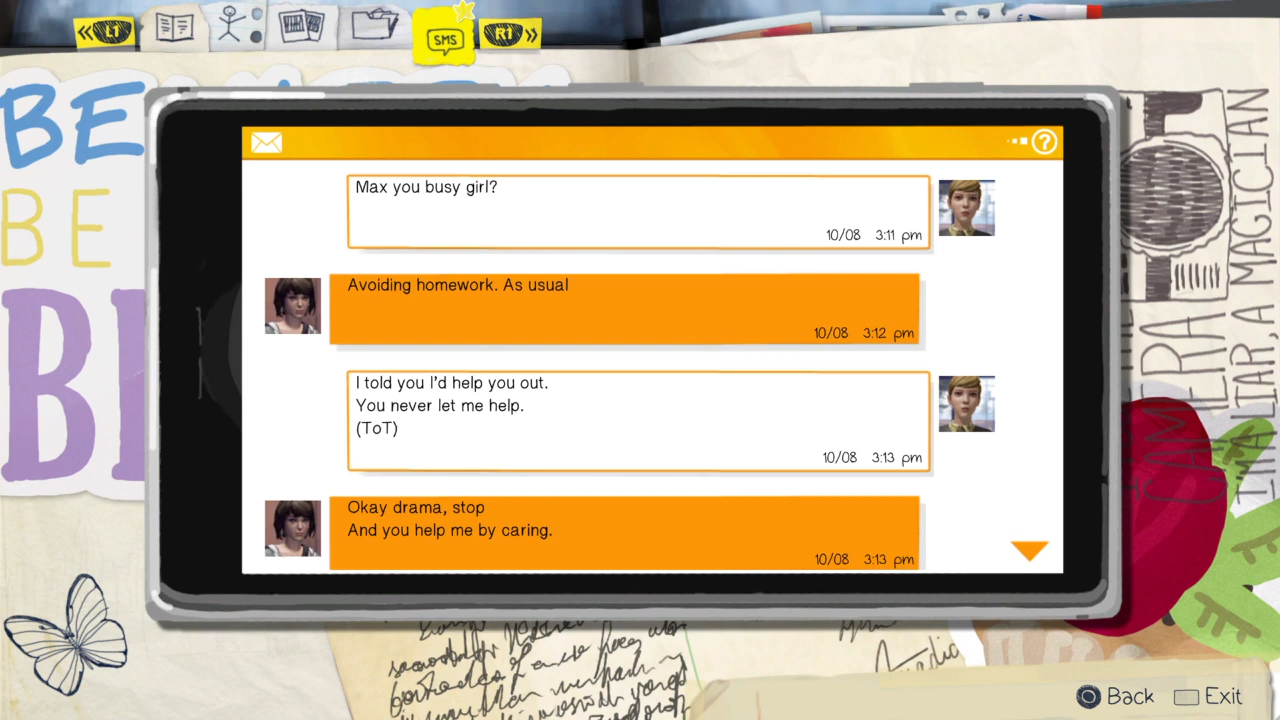 L1
SMS
R1
BE
BE
Max you busy girl?
10/08 3:11 pm
Avoiding homework. As usual
10/08 3:12 pm
I told you I'd help you out.
You never let me help.
(ToT)
10/08 3:13 pm
Okay drama, stop
And you help me by caring.
10/08 3:13 pm
CAMERA
LIAR, A MAGICIAN
Back
Exit